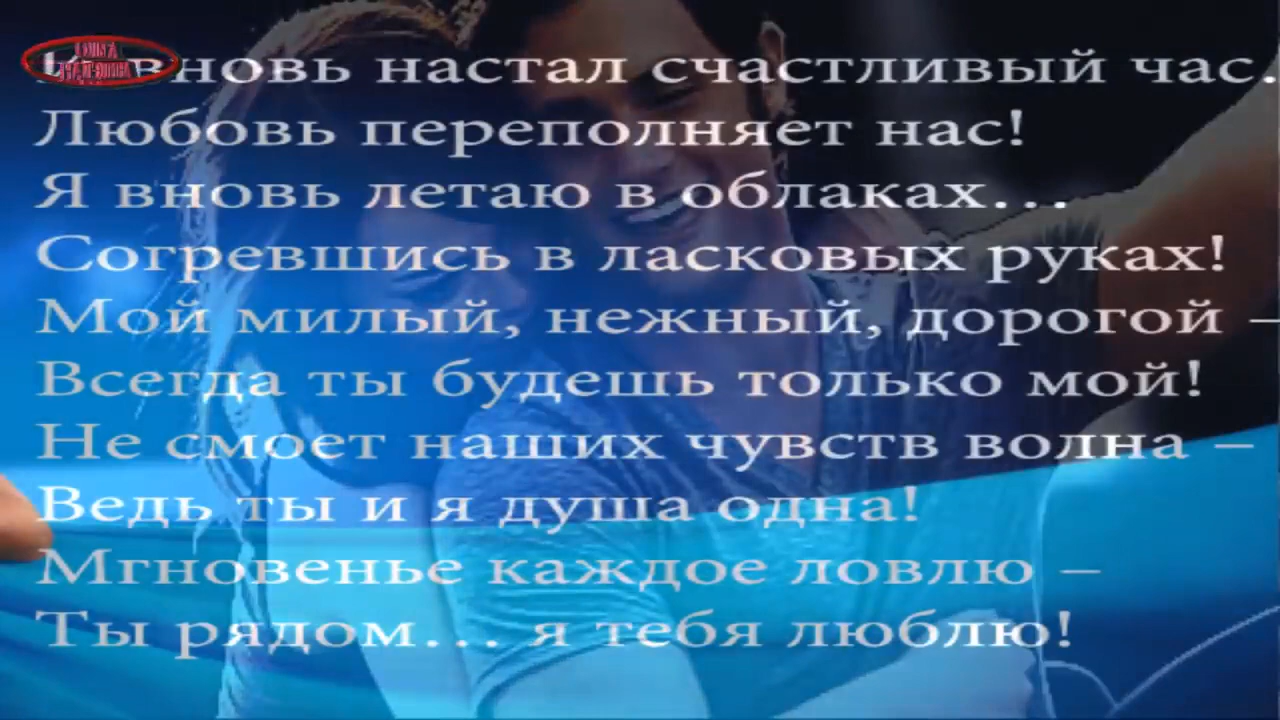 вновь настал счастливый час.
Любовь переполняет нас!
Я вновь летаю в облаках...
Согревшись в ласковых руках!
Мой милый, нежный, дорогой –
Всегда ты будешь только мой!
Не смоет наших чувств волна –
Ведь ты и я душа одна!
Мгновенье каждое ловлю –
Ты рядом... я тебя люблю!